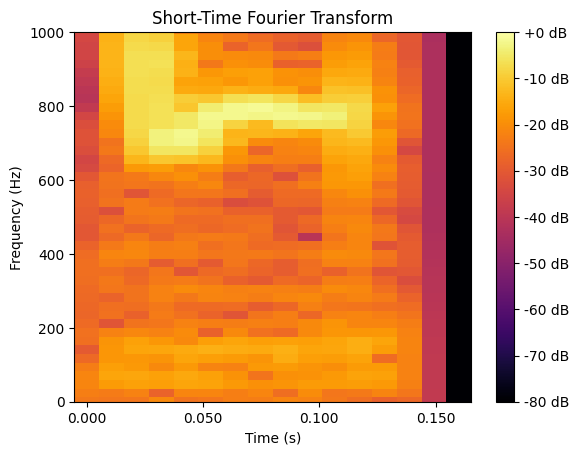 Short-Time Fourier Transform
1000
800
600
400
200
0
Frequency (Hz)
0.000
0.050
0.100
0.150
Time (s)
+0 dB
-10 dB
-20 dB
-30 dB
-40 dB
-50 dB
-60 dB
-70 dB
-80 dB